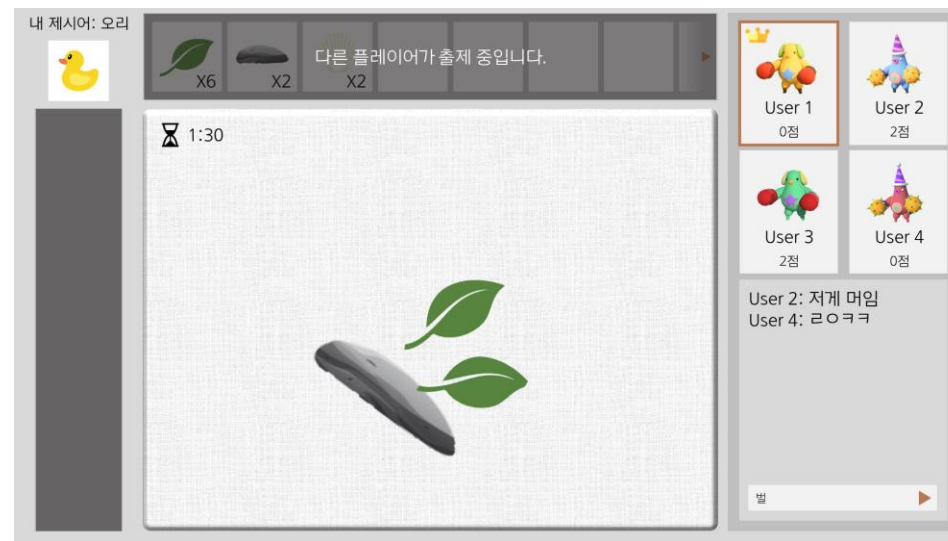 내 제시어: 오리
X6
X2
X2
다른 플레이어가 출제 중입니다.
1:30
User 1
0점
User 2
2점
User 3
2점
User 4
0점
User 2: 저게 머임
User 4: ㄹㅇㅋㅋ
벌